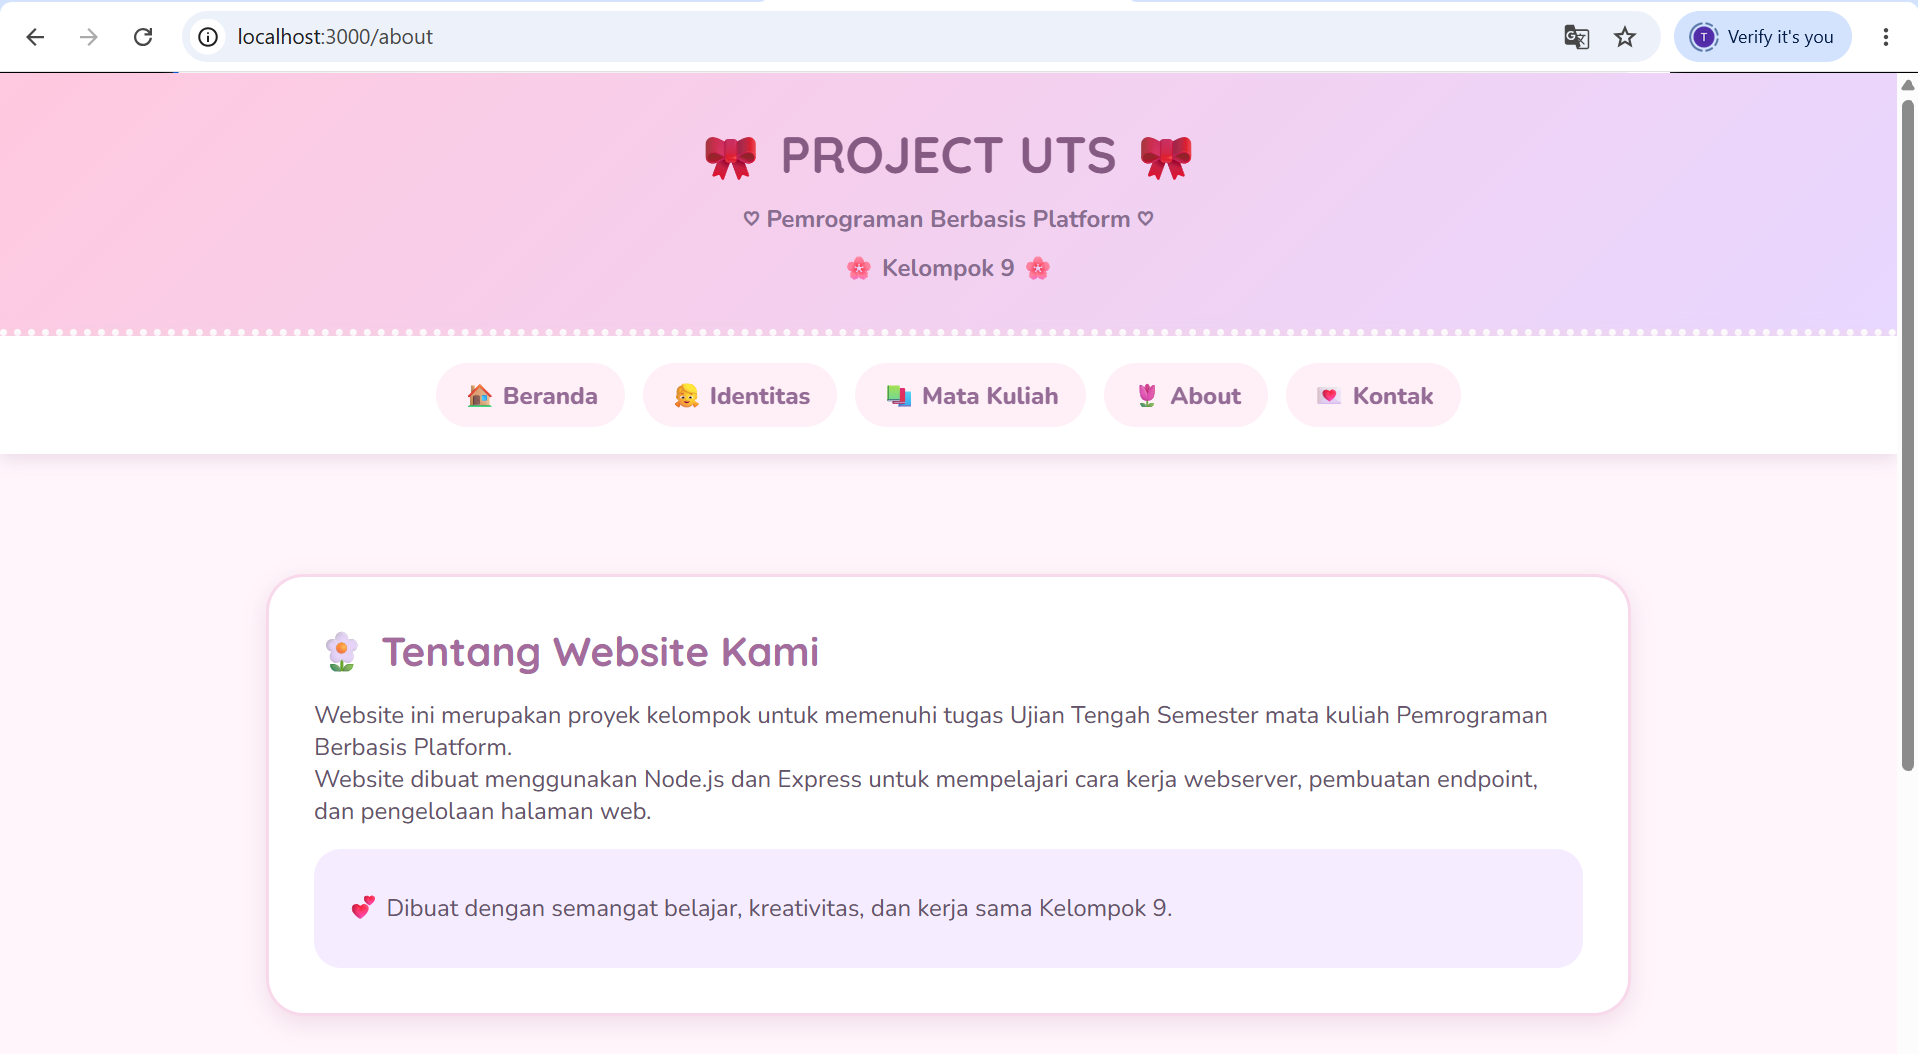 localhost:3000/about
Verify it's you
T
🎀 PROJECT UTS 🎀
♡ Pemrograman Berbasis Platform ♡
🌸 Kelompok 9 🌸
🏠 Beranda
👧 Identitas
📚 Mata Kuliah
🌷 About
💌 Kontak
🌼 Tentang Website Kami
Website ini merupakan proyek kelompok untuk memenuhi tugas Ujian Tengah Semester mata kuliah Pemrograman
Berbasis Platform.
Website dibuat menggunakan Node.js dan Express untuk mempelajari cara kerja webserver, pembuatan endpoint,
dan pengelolaan halaman web.
💕 Dibuat dengan semangat belajar, kreativitas, dan kerja sama Kelompok 9.